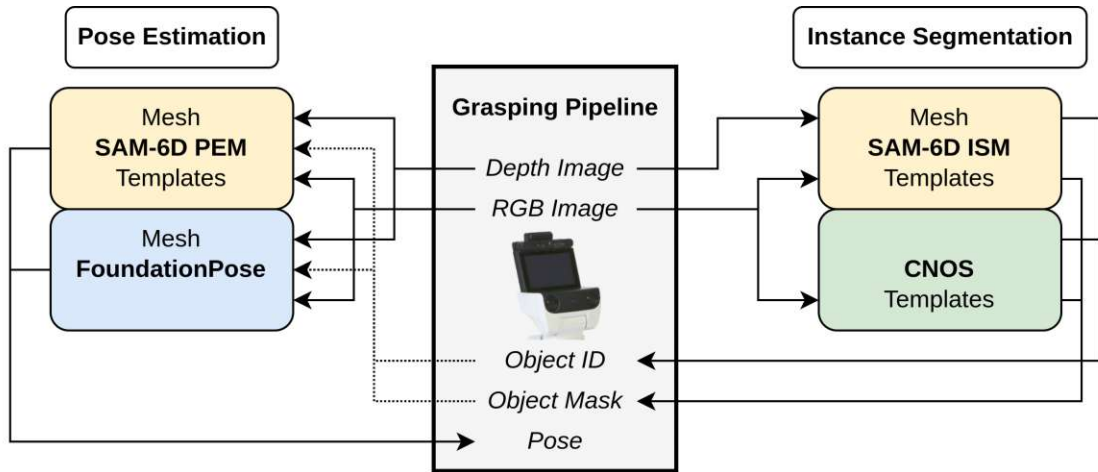 Pose Estimation
Mesh
SAM-6D PEM
Templates
Mesh
FoundationPose
Grasping Pipeline
Depth Image
RGB Image
Object ID
Object Mask
Pose
Instance Segmentation
Mesh
SAM-6D ISM
Templates
CNOS
Templates